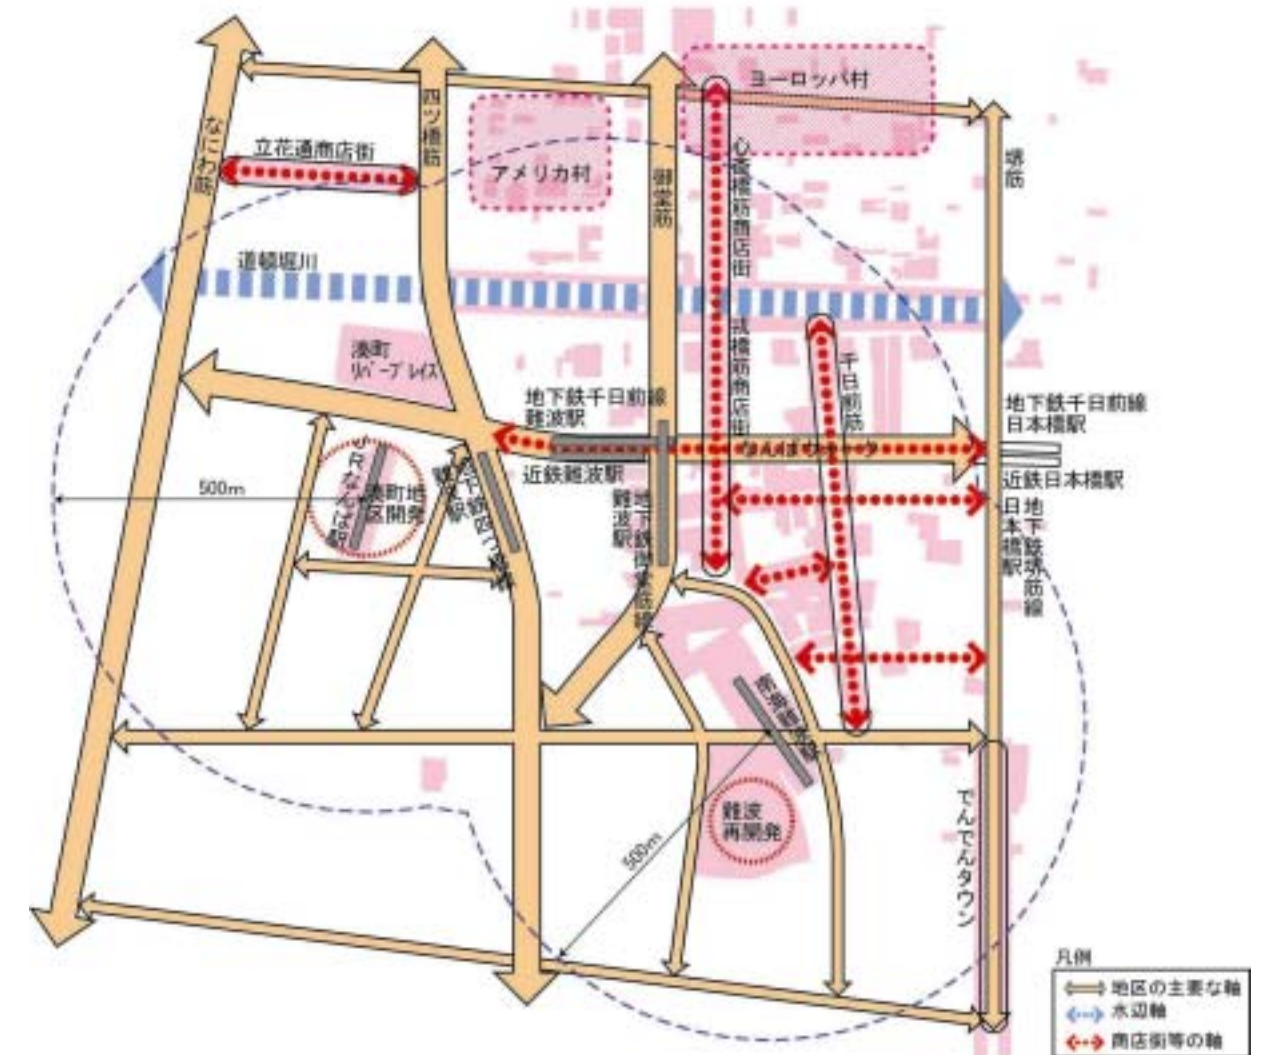 ヨーロッパ村
四ツ橋筋
なにわ筋
立花通商店街
アメリカ村
御堂筋
心斎橋筋商店街
堺筋
道頓堀川
戎橋筋商店街
湊町
ﾘﾊﾞｰﾌﾟﾚｲｽ
千日前筋
地下鉄千日前線
難波駅
地下鉄千日前線
日本橋駅
なんばウォーク
近鉄難波駅
近鉄日本橋駅
500m
JRなんば駅
湊町地
区開発
地下鉄御堂筋線
難波駅
地下鉄堺筋線
日本橋駅
難波
再開発
500m
でんでんタウン
凡例
地区の主要な軸
水辺軸
商店街等の軸